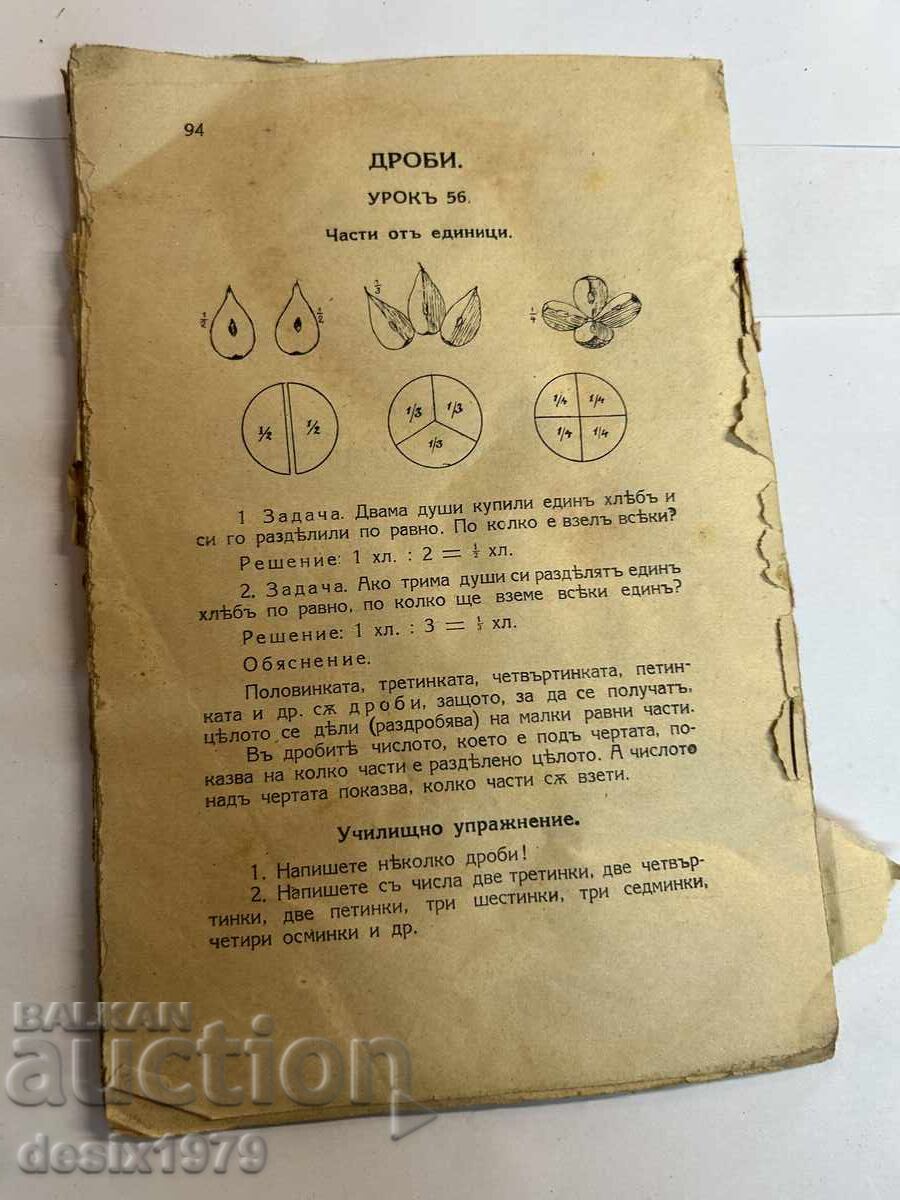 94
ДРОБИ.
УРОКЪ 56.
Части отъ единици.
1/2 1/2 1/3 1/4
1/2 1/2 1/3 1/3 1/3 1/4 1/4 1/4 1/4
1 Задача. Двама души купили единъ хлѣбъ и
си го раздѣлили по равно. По колко е взелъ всѣки?
Решение: 1 хл. : 2 = 1/2 хл.
2. Задача. Ако трима души си раздѣлятъ единъ
хлѣбъ по равно, по колко ще вземе всѣки единъ?
Решение: 1 хл. : 3 = 1/3 хл.
Обяснение.
Половинката, третинката, четвъртинката, петин-
ката и др. сѫ дроби, защото, за да се получатъ,
цѣлото се дѣли (раздробява) на малки равни части.
Въ дробитѣ числото, което е подъ чертата, по-
казва на колко части е раздѣлено цѣлото. А числото
надъ чертата показва, колко части сѫ взети.
Училищно упражнение.
1. Напишете нѣколко дроби!
2. Напишете съ числа две третинки, две четвър-
тинки, две петинки, три шестинки, три седминки,
четири осминки и др.
BALKAN
auction
desix1979